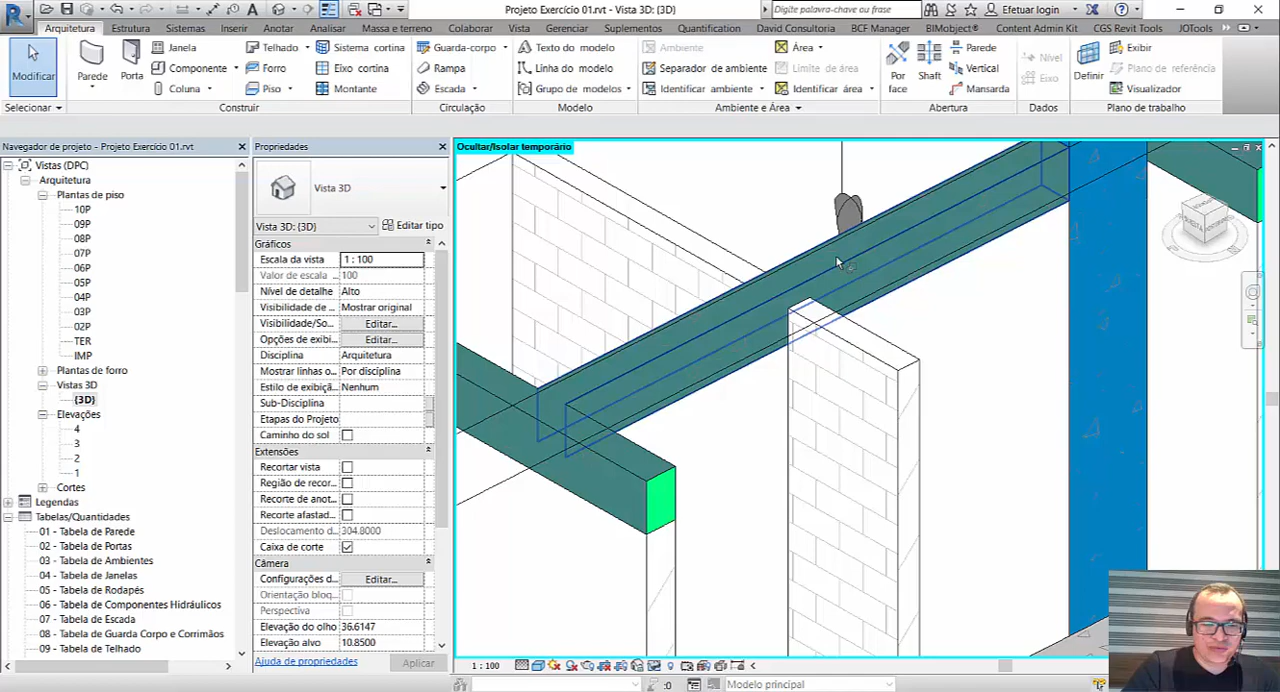 Projeto Exercício 01.rvt - Vista 3D: {3D}
Digite palavra-chave ou frase
Efetuar login
Arquitetura Estrutura Aço Sistemas Inserir Anotar Analisar Massa e terreno Colaborar Vista Gerenciar Suplementos Quantification David Consultoria BCF Manager BIMobject® Content Admin Kit CGS Revit Tools JOTools
Modificar
Parede
Porta
Janela
Componente
Coluna
Telhado
Forro
Piso
Sistema cortina
Eixo cortina
Montante
Guarda-corpo
Rampa
Escada
Texto do modelo
Linha do modelo
Grupo de modelos
Ambiente
Separador de ambiente
Identificar ambiente
Área
Limite de área
Identificar área
Por face
Shaft
Parede
Vertical
Mansarda
Nível
Eixo
Definir
Exibir
Plano de referência
Visualizador
Selecionar Construir Circulação Modelo Ambiente e Área Abertura Dados Plano de trabalho
Navegador de projeto - Projeto Exercício 01.rvt
Vistas (DPC)
Arquitetura
Plantas de piso
10P
09P
08P
07P
06P
05P
04P
03P
02P
TER
IMP
Plantas de forro
Vistas 3D
{3D}
Elevações
4
3
2
1
Cortes
Legendas
Tabelas/Quantidades
01 - Tabela de Parede
02 - Tabela de Portas
03 - Tabela de Ambientes
04 - Tabela de Janelas
05 - Tabela de Rodapés
06 - Tabela de Componentes Hidráulicos
07 - Tabela de Escada
08 - Tabela de Guarda Corpo e Corrimãos
09 - Tabela de Telhado
Propriedades
Vista 3D
Vista 3D: {3D} Editar tipo
Gráficos
Escala da vista 1 : 100
Valor de escala 100
Nível de detalhe Alto
Visibilidade de ... Mostrar original
Visibilidade/So... Editar...
Opções de exibi... Editar...
Disciplina Arquitetura
Mostrar linhas o... Por disciplina
Estilo de exibiçã... Nenhum
Sub-Disciplina
Etapas do Projeto
Caminho do sol
Extensões
Recortar vista
Região de recor...
Recorte de anot...
Recorte afastad...
Deslocamento d... 304.8000
Caixa de corte
Câmera
Configurações d... Editar...
Orientação bloq...
Perspectiva
Elevação do olho 36.6147
Elevação alvo 10.8500
Ajuda de propriedades Aplicar
Ocultar/Isolar temporário
1 : 100
:0
Modelo principal